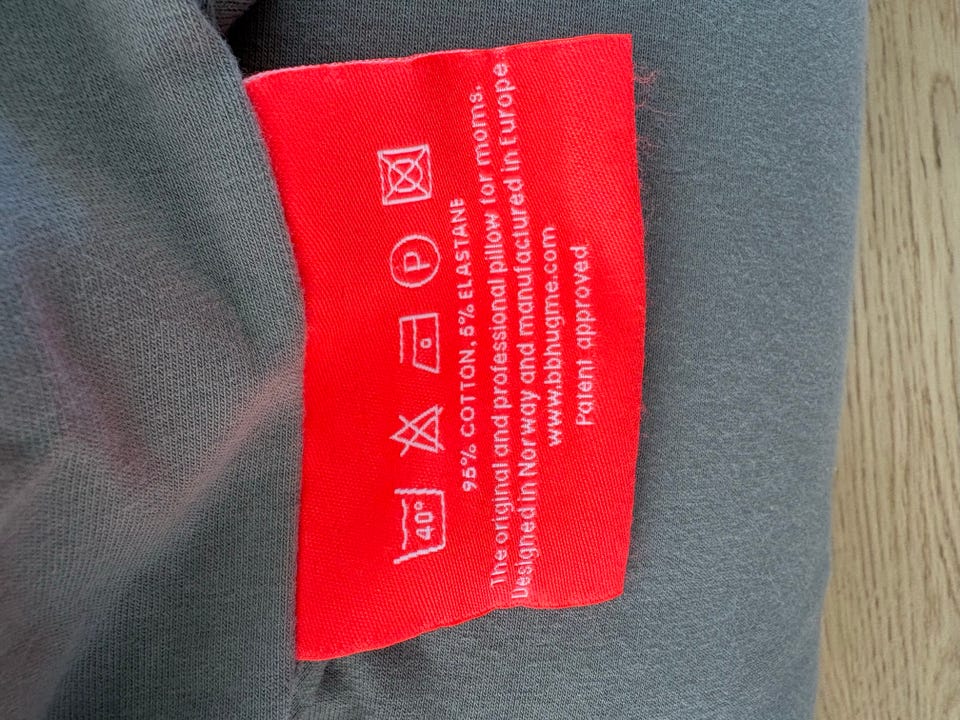 40°
P
95% COTTON, 5% ELASTANE
The original and professional pillow for moms.
Designed in Norway and manufactured in Europe.
www.bbhugme.com
Patent approved